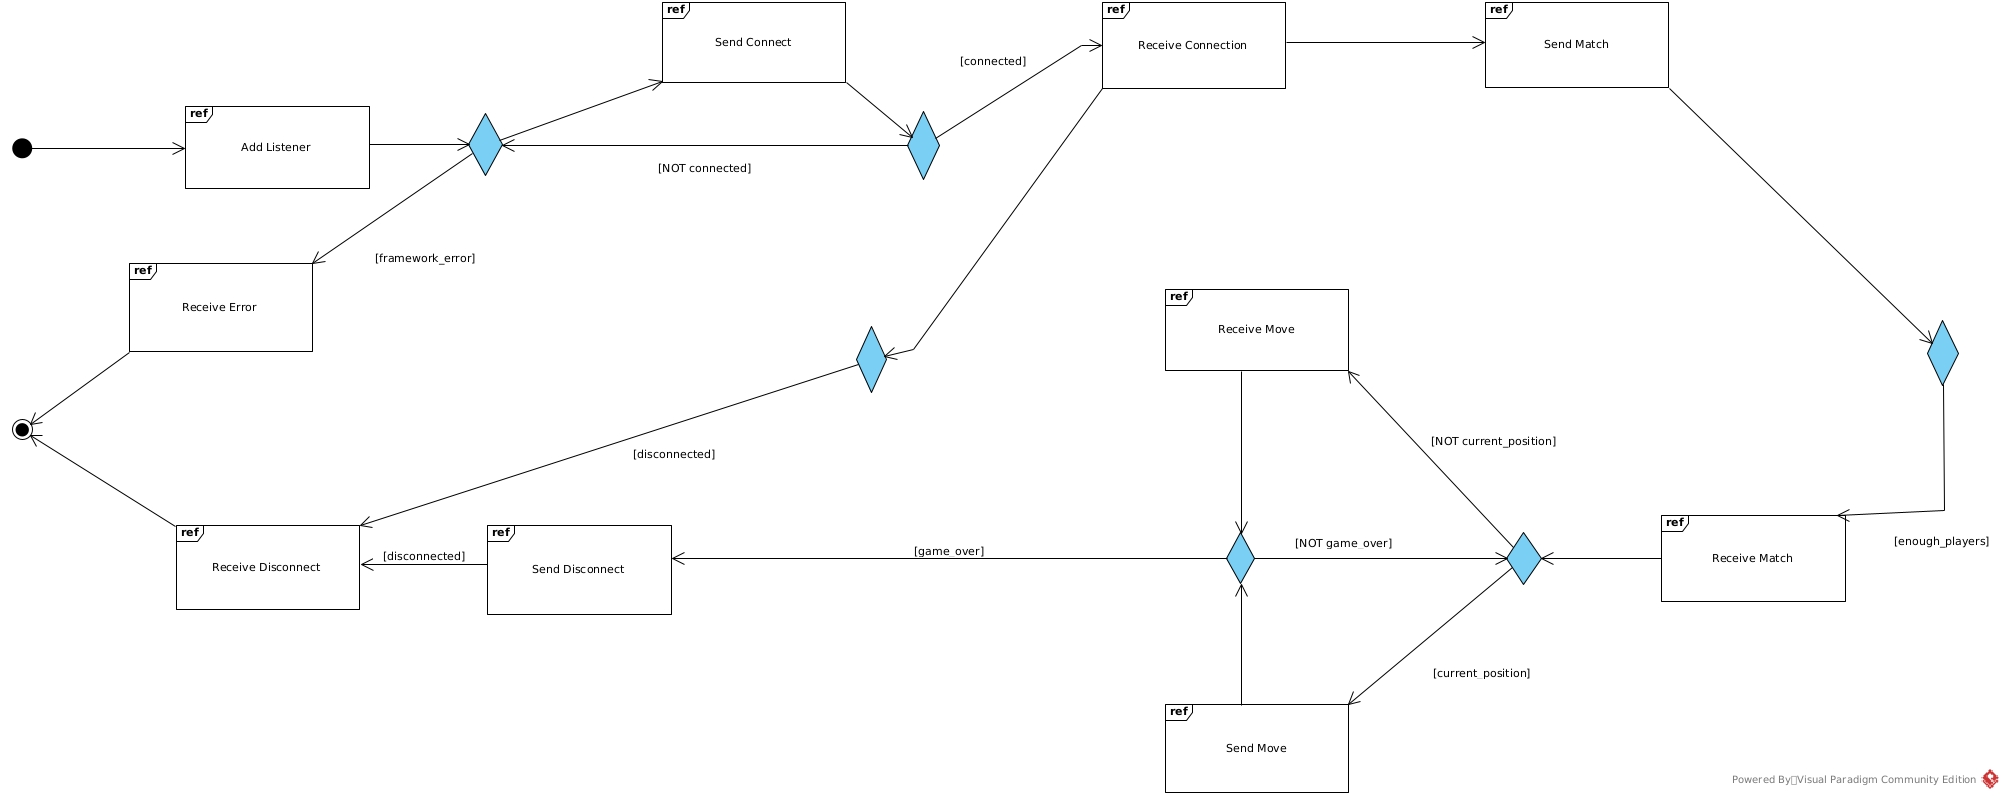 ref
Send Connect
ref
Receive Connection
ref
Send Match
[connected]
ref
Add Listener
[NOT connected]
[framework_error]
ref
Receive Error
ref
Receive Move
[NOT current_position]
[disconnected]
ref
Receive Disconnect
[disconnected]
ref
Send Disconnect
[game_over]
[NOT game_over]
ref
Receive Match
[enough_players]
[current_position]
ref
Send Move
Powered By Visual Paradigm Community Edition